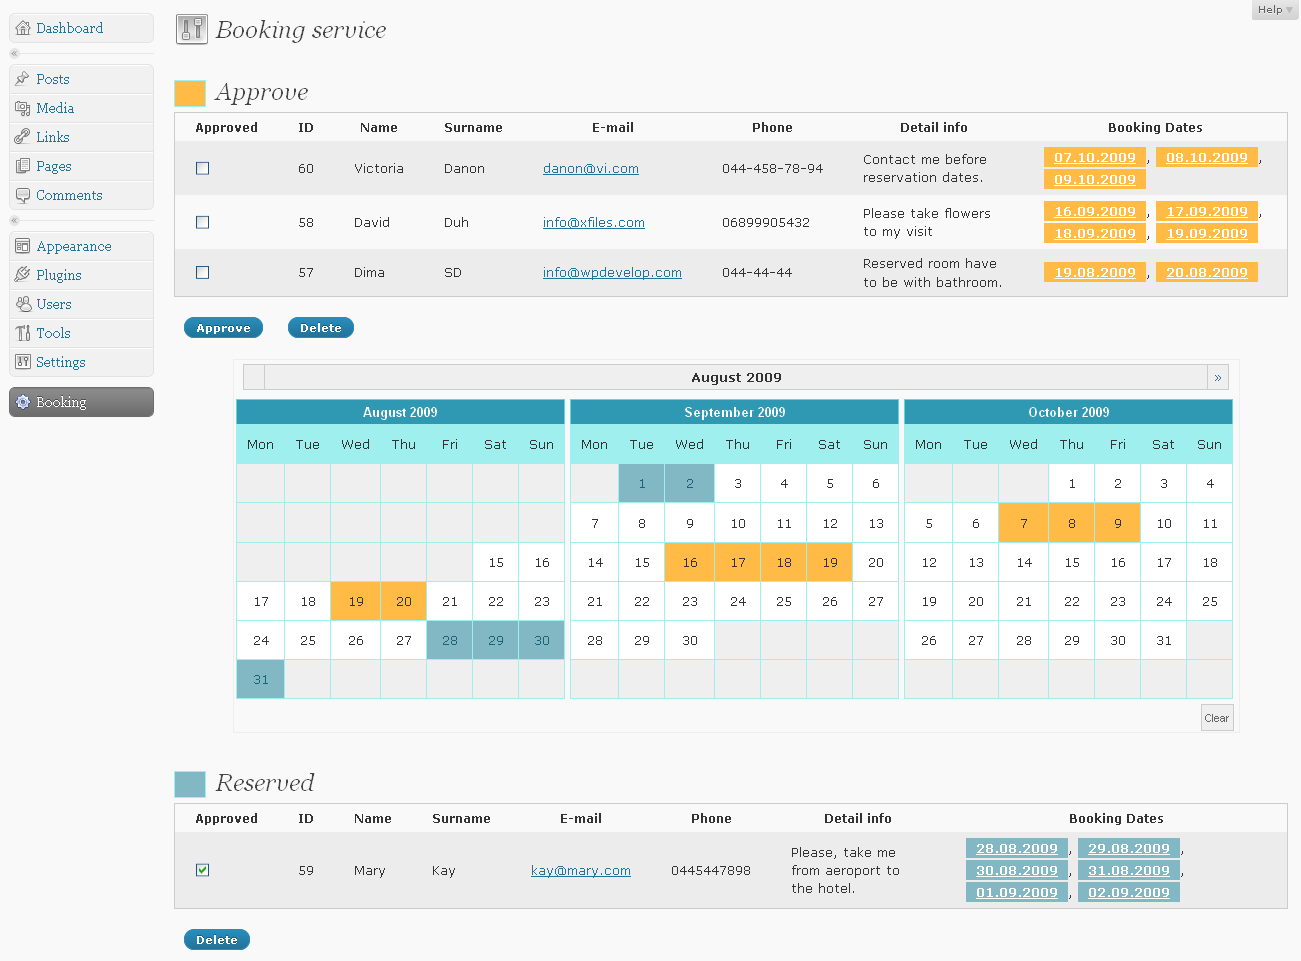 Help
Dashboard
Posts
Media
Links
Pages
Comments
Appearance
Plugins
Users
Tools
Settings
Booking
Booking service
Approve
Approved ID Name Surname E-mail Phone Detail info Booking Dates
60 Victoria Danon danon@vi.com 044-458-78-94 Contact me before reservation dates. 07.10.2009, 08.10.2009,
09.10.2009
58 David Duh info@xfiles.com 06899905432 Please take flowers to my visit 16.09.2009, 17.09.2009,
18.09.2009, 19.09.2009
57 Dima SD info@wpdevelop.com 044-44-44 Reserved room have to be with bathroom. 19.08.2009, 20.08.2009
Approve Delete
August 2009 »
August 2009
Mon Tue Wed Thu Fri Sat Sun
15 16
17 18 19 20 21 22 23
24 25 26 27 28 29 30
31
September 2009
Mon Tue Wed Thu Fri Sat Sun
1 2 3 4 5 6
7 8 9 10 11 12 13
14 15 16 17 18 19 20
21 22 23 24 25 26 27
28 29 30
October 2009
Mon Tue Wed Thu Fri Sat Sun
1 2 3 4
5 6 7 8 9 10 11
12 13 14 15 16 17 18
19 20 21 22 23 24 25
26 27 28 29 30 31
Clear
Reserved
Approved ID Name Surname E-mail Phone Detail info Booking Dates
59 Mary Kay kay@mary.com 0445447898 Please, take me from aeroport to the hotel. 28.08.2009, 29.08.2009,
30.08.2009, 31.08.2009,
01.09.2009, 02.09.2009
Delete